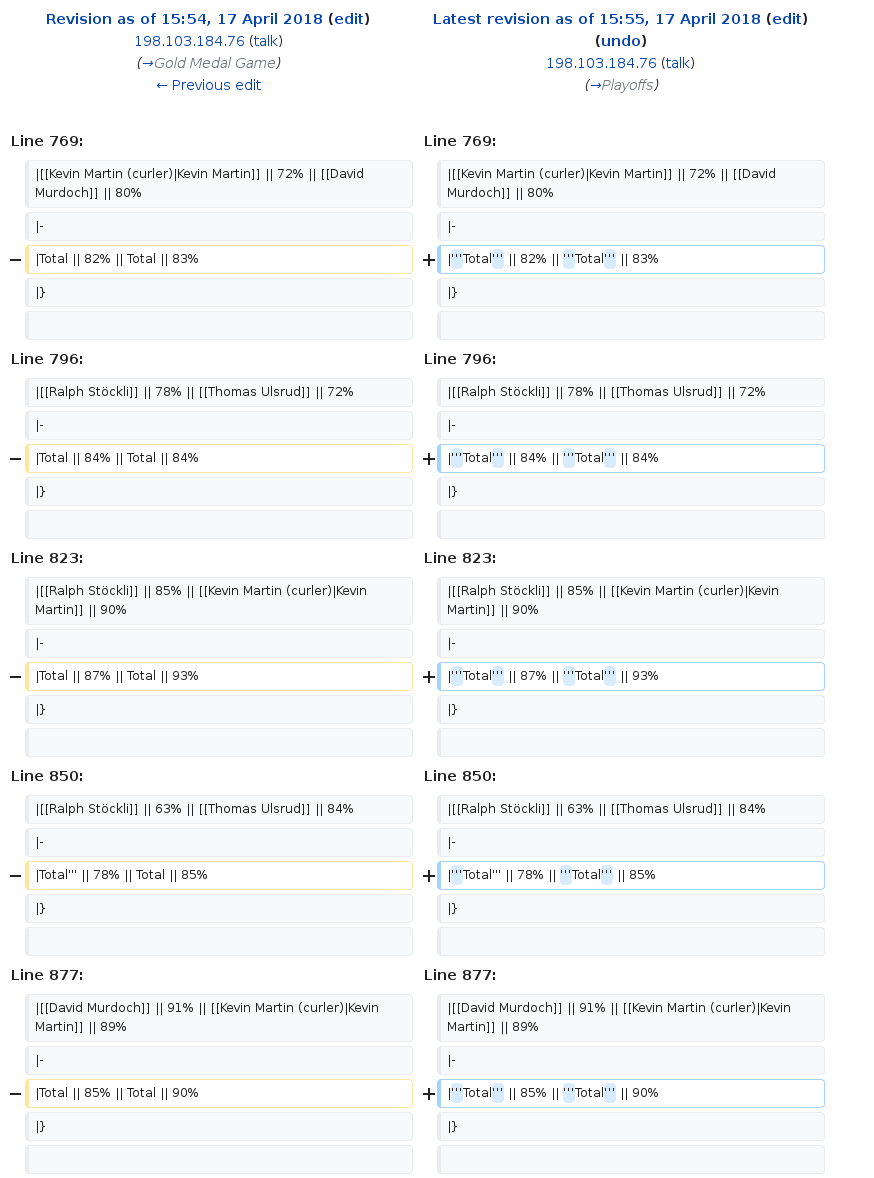 Revision as of 15:54, 17 April 2018 (edit)
198.103.184.76 (talk)
(→Gold Medal Game)
← Previous edit
Latest revision as of 15:55, 17 April 2018 (edit)
(undo)
198.103.184.76 (talk)
(→Playoffs)
Line 769:
Line 769:
|[[Kevin Martin (curler)|Kevin Martin]] || 72% || [[David
Murdoch]] || 80%
|[[Kevin Martin (curler)|Kevin Martin]] || 72% || [[David
Murdoch]] || 80%
|-
|-
− |Total || 82% || Total || 83%
+ |'''Total''' || 82% || '''Total''' || 83%
|}
|}
Line 796:
Line 796:
|[[Ralph Stöckli]] || 78% || [[Thomas Ulsrud]] || 72%
|[[Ralph Stöckli]] || 78% || [[Thomas Ulsrud]] || 72%
|-
|-
− |Total || 84% || Total || 84%
+ |'''Total''' || 84% || '''Total''' || 84%
|}
|}
Line 823:
Line 823:
|[[Ralph Stöckli]] || 85% || [[Kevin Martin (curler)|Kevin
Martin]] || 90%
|[[Ralph Stöckli]] || 85% || [[Kevin Martin (curler)|Kevin
Martin]] || 90%
|-
|-
− |Total || 87% || Total || 93%
+ |'''Total''' || 87% || '''Total''' || 93%
|}
|}
Line 850:
Line 850:
|[[Ralph Stöckli]] || 63% || [[Thomas Ulsrud]] || 84%
|[[Ralph Stöckli]] || 63% || [[Thomas Ulsrud]] || 84%
|-
|-
− |Total''' || 78% || Total || 85%
+ |'''Total''' || 78% || '''Total''' || 85%
|}
|}
Line 877:
Line 877:
|[[David Murdoch]] || 91% || [[Kevin Martin (curler)|Kevin
Martin]] || 89%
|[[David Murdoch]] || 91% || [[Kevin Martin (curler)|Kevin
Martin]] || 89%
|-
|-
− |Total || 85% || Total || 90%
+ |'''Total''' || 85% || '''Total''' || 90%
|}
|}